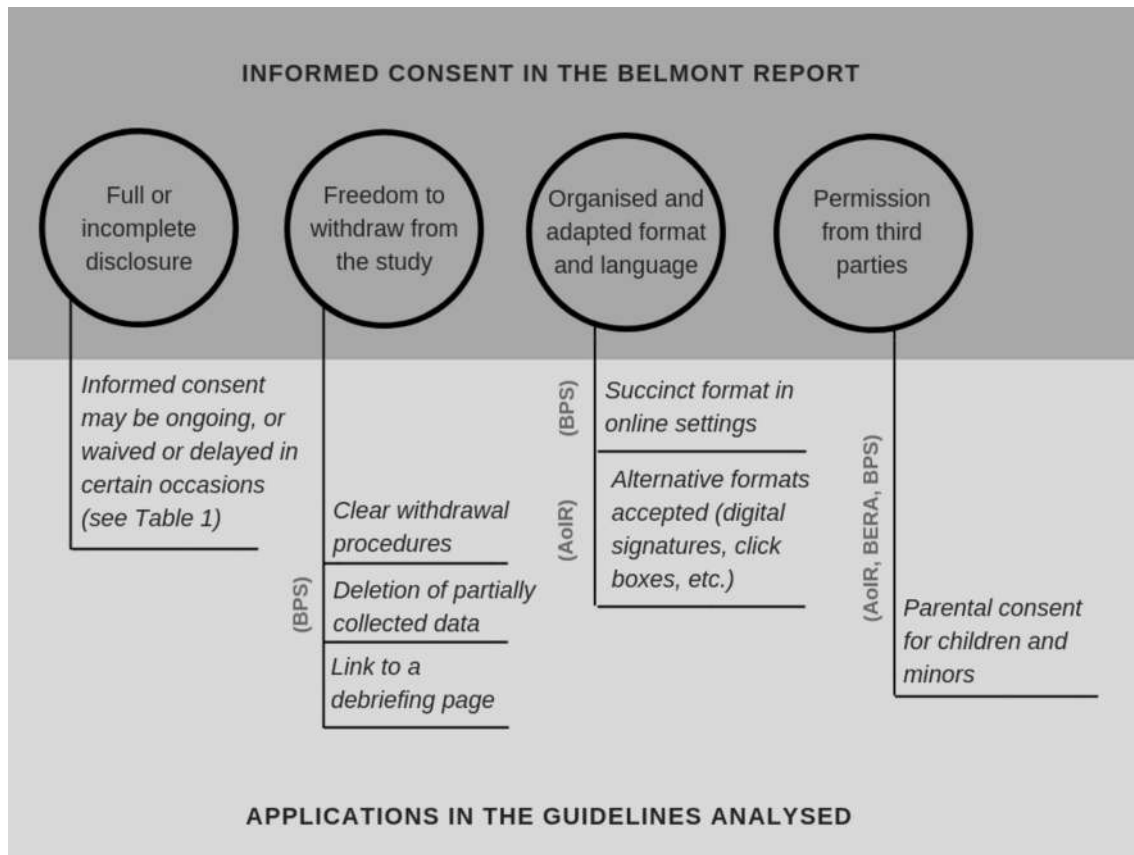 INFORMED CONSENT IN THE BELMONT REPORT
Full or
incomplete
disclosure
Freedom to
withdraw from
the study
Organised and
adapted format
and language
Permission
from third
parties
Informed consent
may be ongoing, or
waived or delayed in
certain occasions
(see Table 1)
(BPS)
Clear withdrawal
procedures
Deletion of partially
collected data
Link to a
debriefing page
(BPS)
Succinct format in
online settings
(AoIR)
Alternative formats
accepted (digital
signatures, click
boxes, etc.)
(AoIR, BERA, BPS)
Parental consent
for children and
minors
APPLICATIONS IN THE GUIDELINES ANALYSED